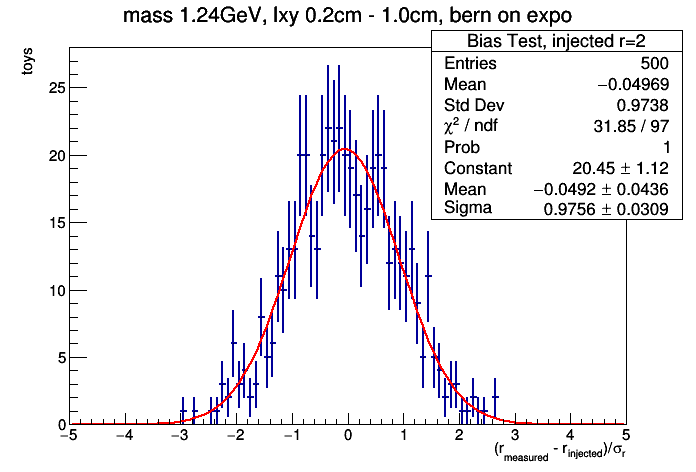 mass 1.24GeV, lxy 0.2cm - 1.0cm, bern on expo
toys
Bias Test, injected r=2
Entries 500
Mean −0.04969
Std Dev 0.9738
χ² / ndf 31.85 / 97
Prob 1
Constant 20.45 ± 1.12
Mean −0.0492 ± 0.0436
Sigma 0.9756 ± 0.0309
25
20
15
10
5
0
−5 −4 −3 −2 −1 0 1 2 3 4 5
(r_measured - r_injected)/σ_r